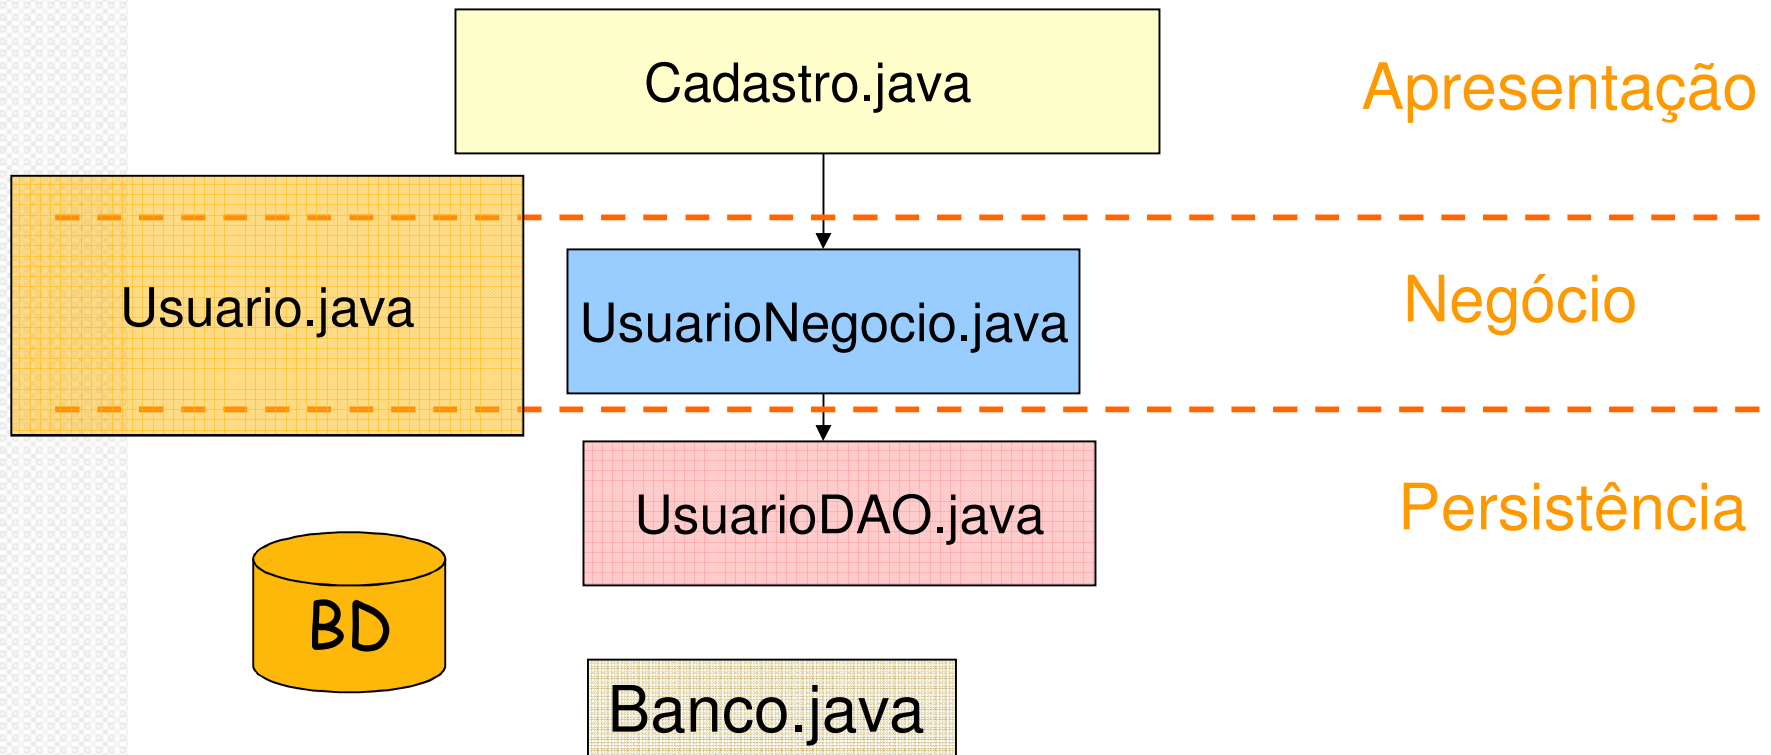 Cadastro.java
Apresentação
Usuario.java
UsuarioNegocio.java
Negócio
UsuarioDAO.java
Persistência
BD
Banco.java